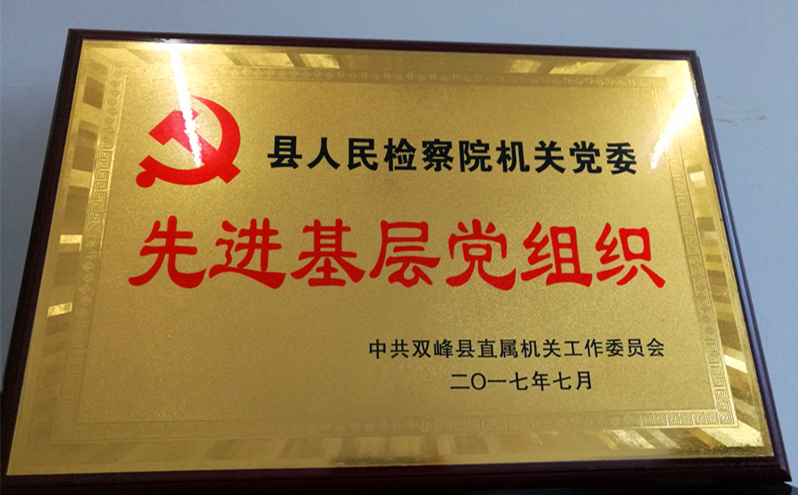 县人民检察院机关党委
先进基层党组织
中共双峰县直属机关工作委员会
二〇一七年七月